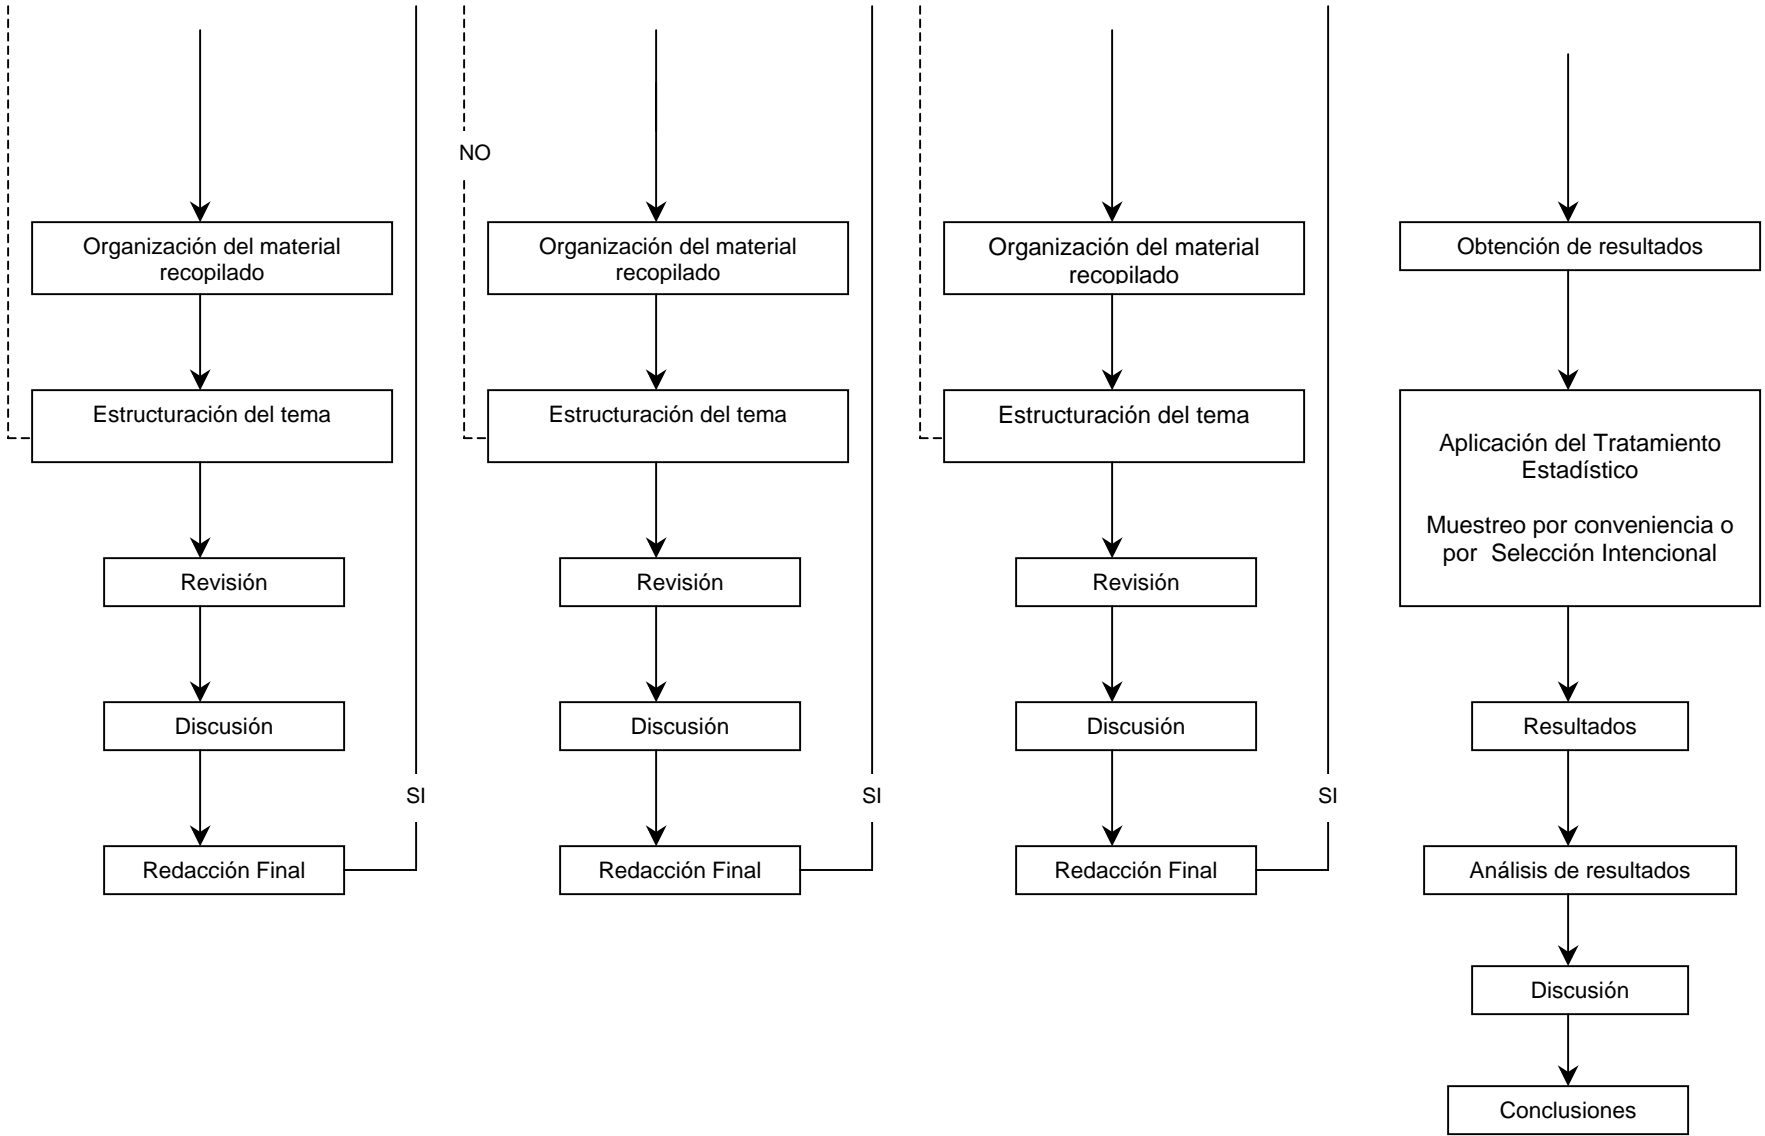 NO
Organización del material
recopilado
Organización del material
recopilado
Organización del material
recopilado
Obtención de resultados
Estructuración del tema
Estructuración del tema
Estructuración del tema
Aplicación del Tratamiento
Estadístico
Muestreo por conveniencia o
por Selección Intencional
Revisión
Revisión
Revisión
Discusión
Discusión
Discusión
Resultados
SI
SI
SI
Redacción Final
Redacción Final
Redacción Final
Análisis de resultados
Discusión
Conclusiones